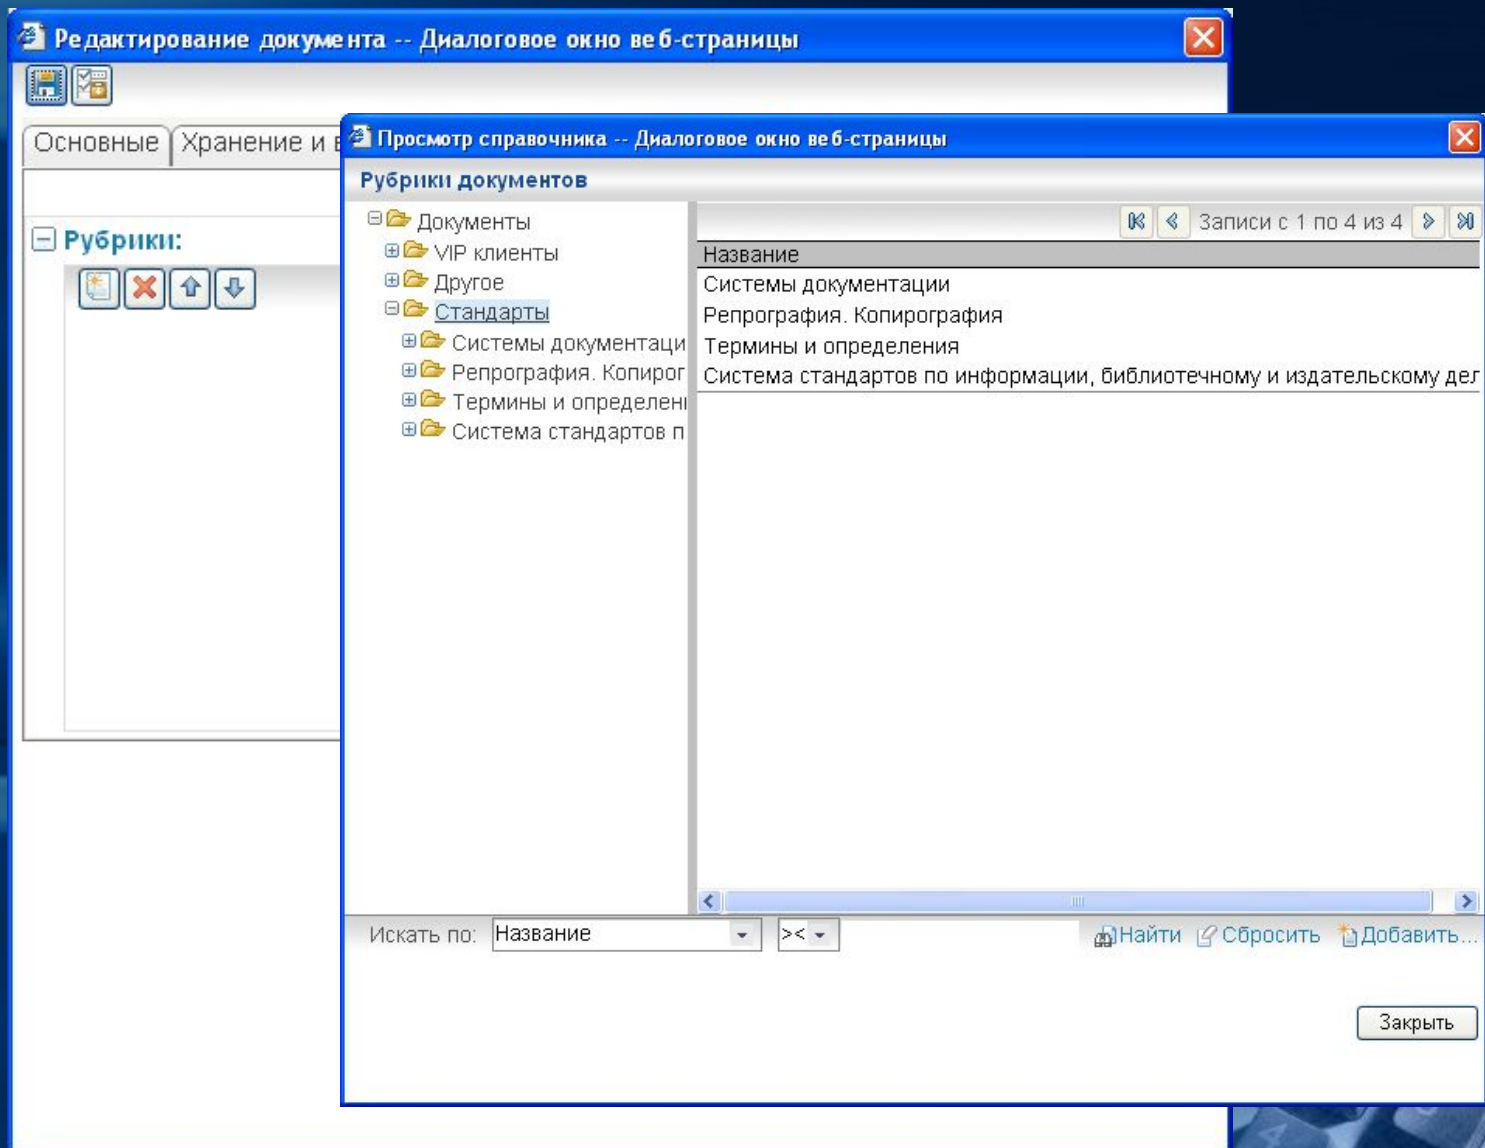 Редактирование документа -- Диалоговое окно веб-страницы
Основные
Хранение и в
Рубрики:
Просмотр справочника -- Диалоговое окно веб-страницы
Рубрики документов
Документы
VIP клиенты
Другое
Стандарты
Системы документаци
Репрография. Копирог
Термины и определени
Система стандартов п
Записи с 1 по 4 из 4
Название
Системы документации
Репрография. Копирография
Термины и определения
Система стандартов по информации, библиотечному и издательскому дел
Искать по: Название >< Найти Сбросить Добавить...
Закрыть